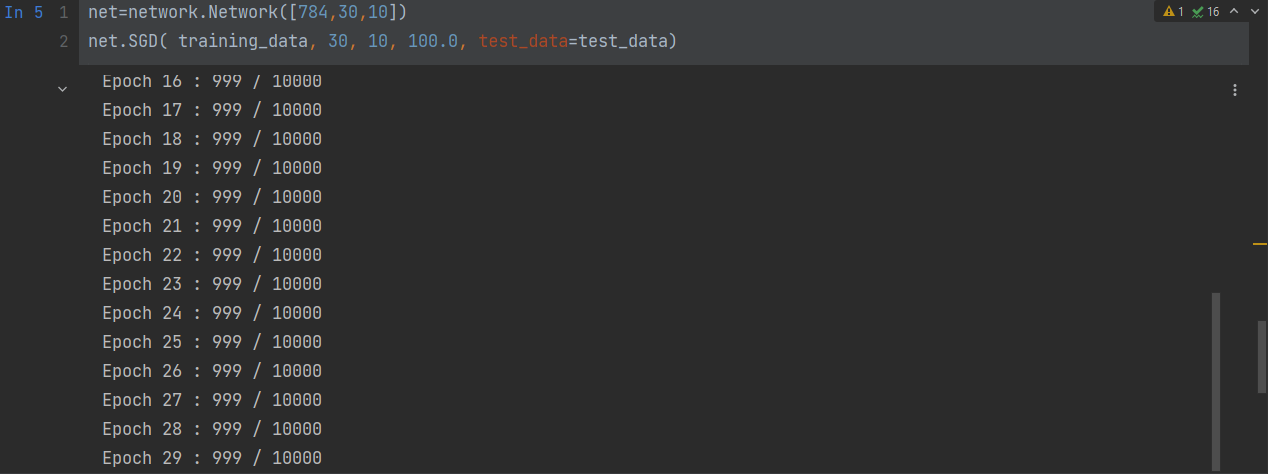 In 5 1 net=network.Network([784,30,10]) 1 16
2 net.SGD( training_data, 30, 10, 100.0, test_data=test_data)
Epoch 16 : 999 / 10000
Epoch 17 : 999 / 10000
Epoch 18 : 999 / 10000
Epoch 19 : 999 / 10000
Epoch 20 : 999 / 10000
Epoch 21 : 999 / 10000
Epoch 22 : 999 / 10000
Epoch 23 : 999 / 10000
Epoch 24 : 999 / 10000
Epoch 25 : 999 / 10000
Epoch 26 : 999 / 10000
Epoch 27 : 999 / 10000
Epoch 28 : 999 / 10000
Epoch 29 : 999 / 10000